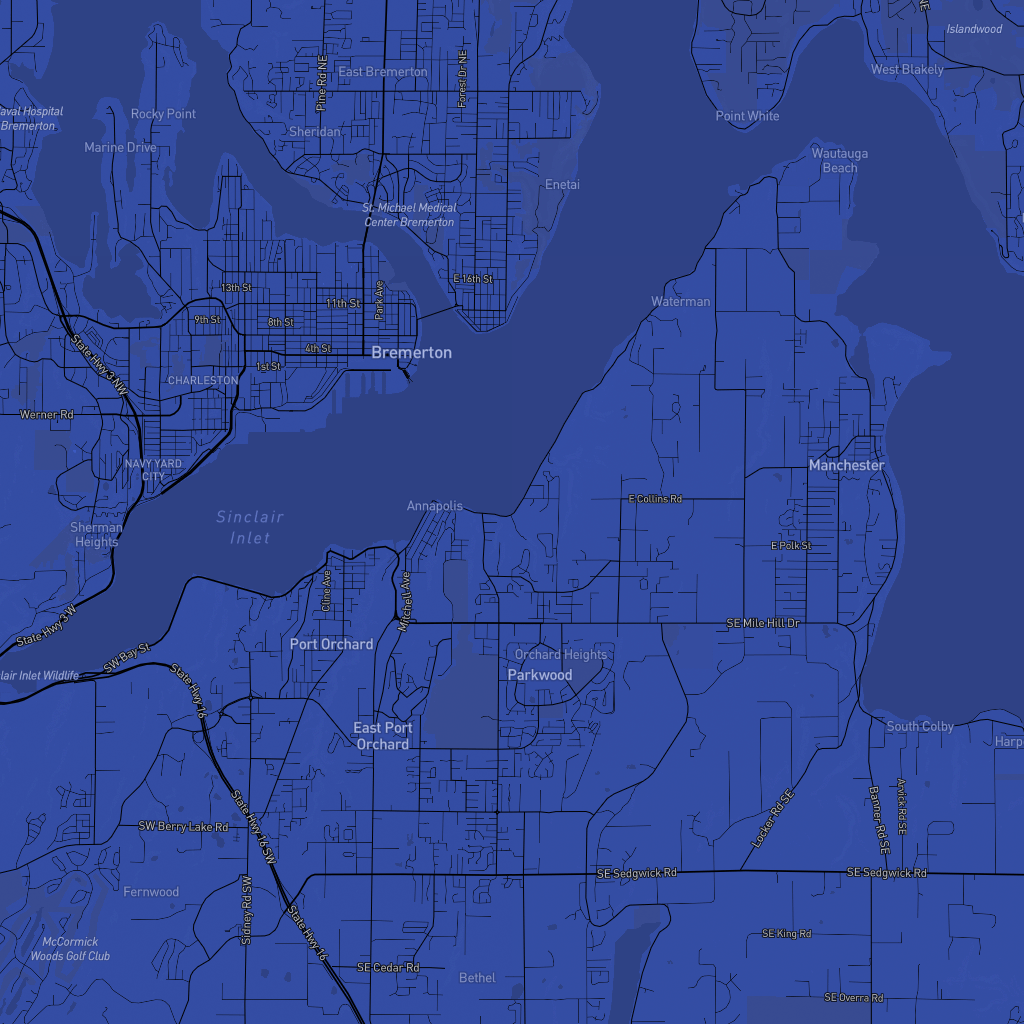 NE
Islandwood
Pine Rd NE
Forest Dr NE
East Bremerton
West Blakely
Rocky Point
aval Hospital
Bremerton
Point White
Sheridan
Marine Drive
Wautauga
Beach
Enetai
St. Michael Medical
Center Bremerton
E 16th St
13th St
Park Ave
11th St
Waterman
9th St
8th St
4th St
Bremerton
State Hwy 3 NW
1st St
CHARLESTON
Werner Rd
NAVY YARD
CITY
Manchester
E Collins Rd
Annapolis
Sinclair
Inlet
Sherman
Heights
E Polk St
Cline Ave
Mitchell Ave
State Hwy 3 W
SE Mile Hill Dr
Port Orchard
SW Bay St
Orchard Heights
Parkwood
clair Inlet Wildlife
State Hwy 16
East Port
Orchard
South Colby
Harp
State Hwy 16 SW
Locker Rd SE
Banner Rd SE
Arvick Rd SE
SW Berry Lake Rd
SE Sedgwick Rd
SE Sedgwick Rd
Fernwood
Sidney Rd SW
State Hwy 16
SE King Rd
McCormick
Woods Golf Club
SE Cedar Rd
Bethel
SE Overra Rd